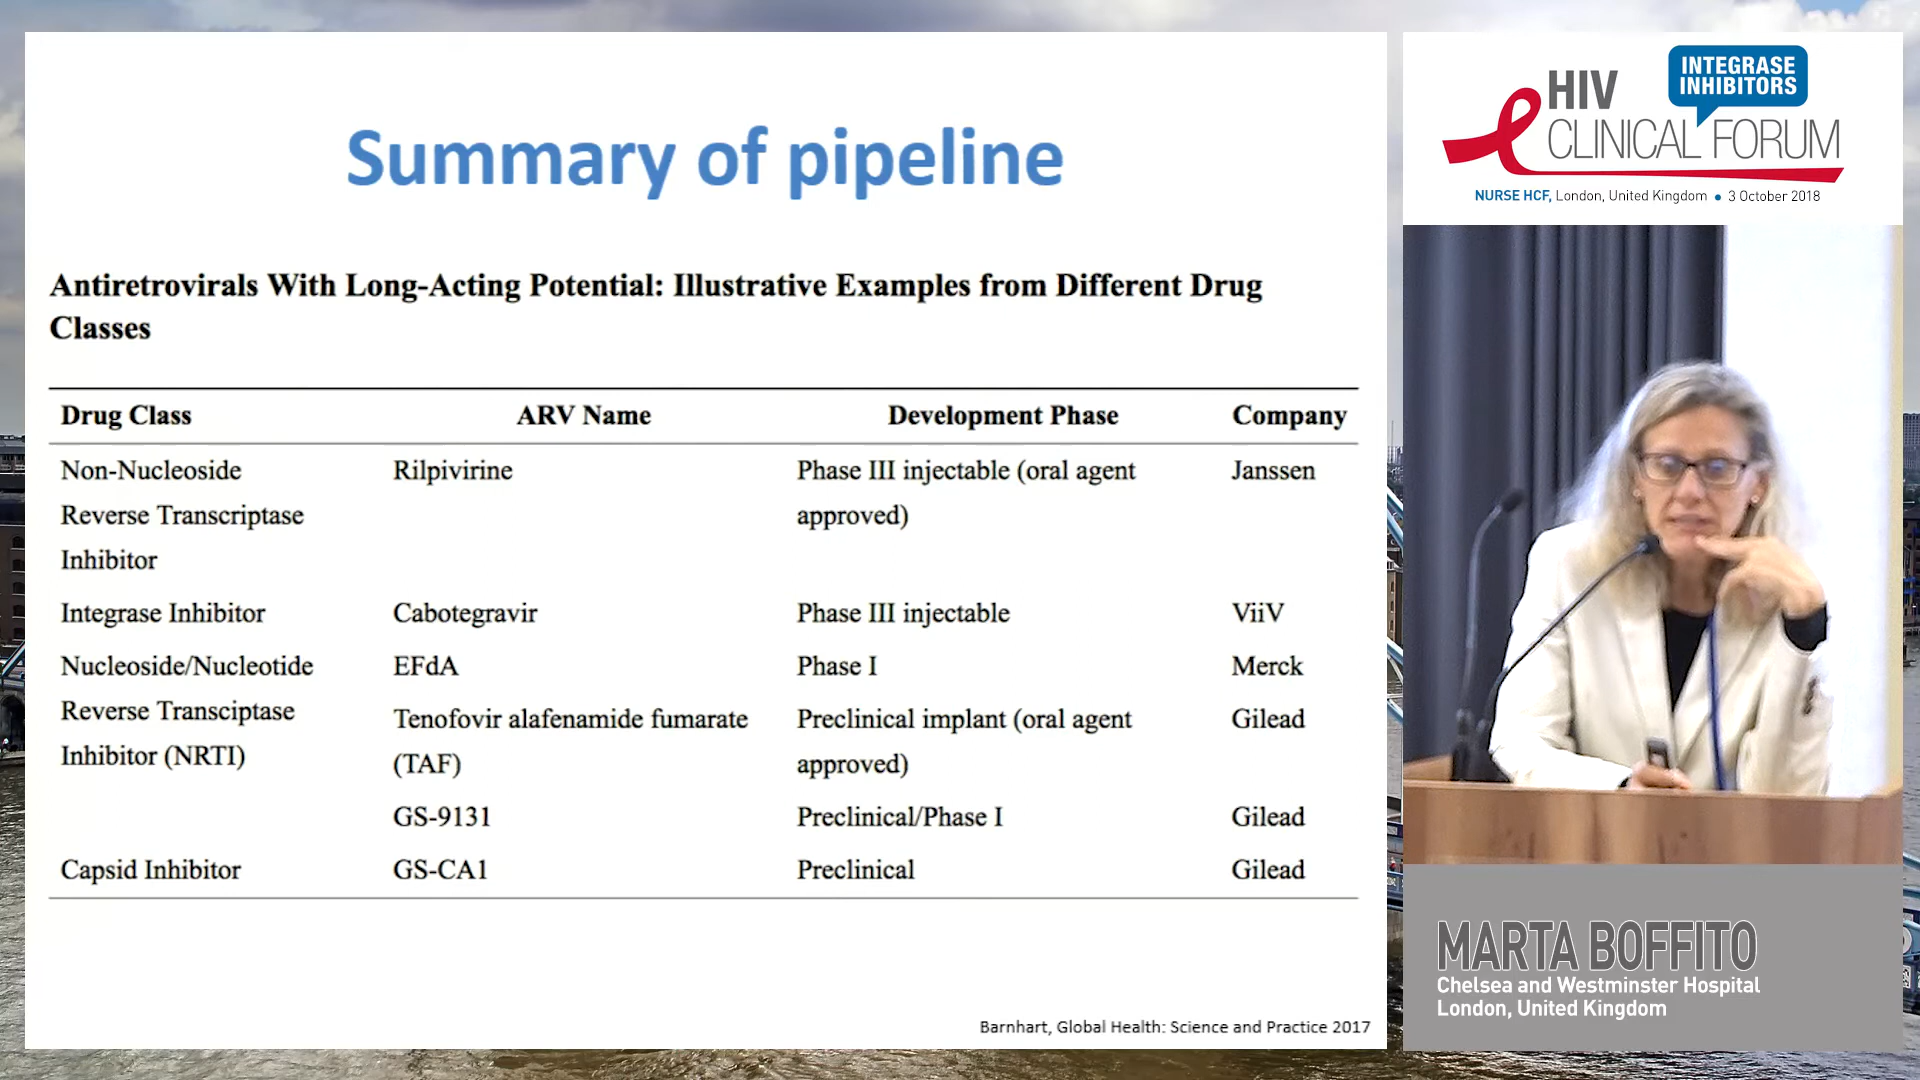 Summary of pipeline
Antiretrovirals With Long-Acting Potential: Illustrative Examples from Different Drug
Classes
Drug Class ARV Name Development Phase Company
Non-Nucleoside Rilpivirine Phase III injectable (oral agent Janssen
Reverse Transcriptase approved)
Inhibitor
Integrase Inhibitor Cabotegravir Phase III injectable ViiV
Nucleoside/Nucleotide EFdA Phase I Merck
Reverse Transciptase Tenofovir alafenamide fumarate Preclinical implant (oral agent Gilead
Inhibitor (NRTI) (TAF) approved)
GS-9131 Preclinical/Phase I Gilead
Capsid Inhibitor GS-CA1 Preclinical Gilead
Barnhart, Global Health: Science and Practice 2017
INTEGRASE
INHIBITORS
HIV
CLINICAL FORUM
NURSE HCF, London, United Kingdom • 3 October 2018
MARTA BOFFITO
Chelsea and Westminster Hospital
London, United Kingdom